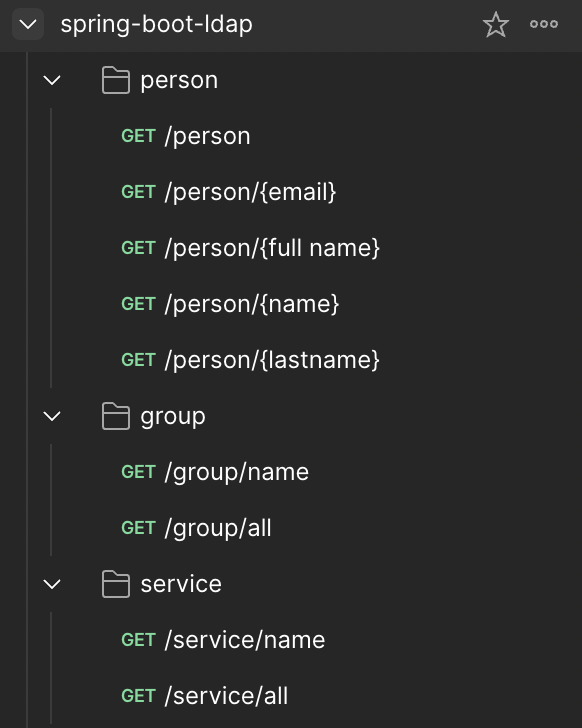 spring-boot-ldap
person
GET /person
GET /person/{email}
GET /person/{full name}
GET /person/{name}
GET /person/{lastname}
group
GET /group/name
GET /group/all
service
GET /service/name
GET /service/all